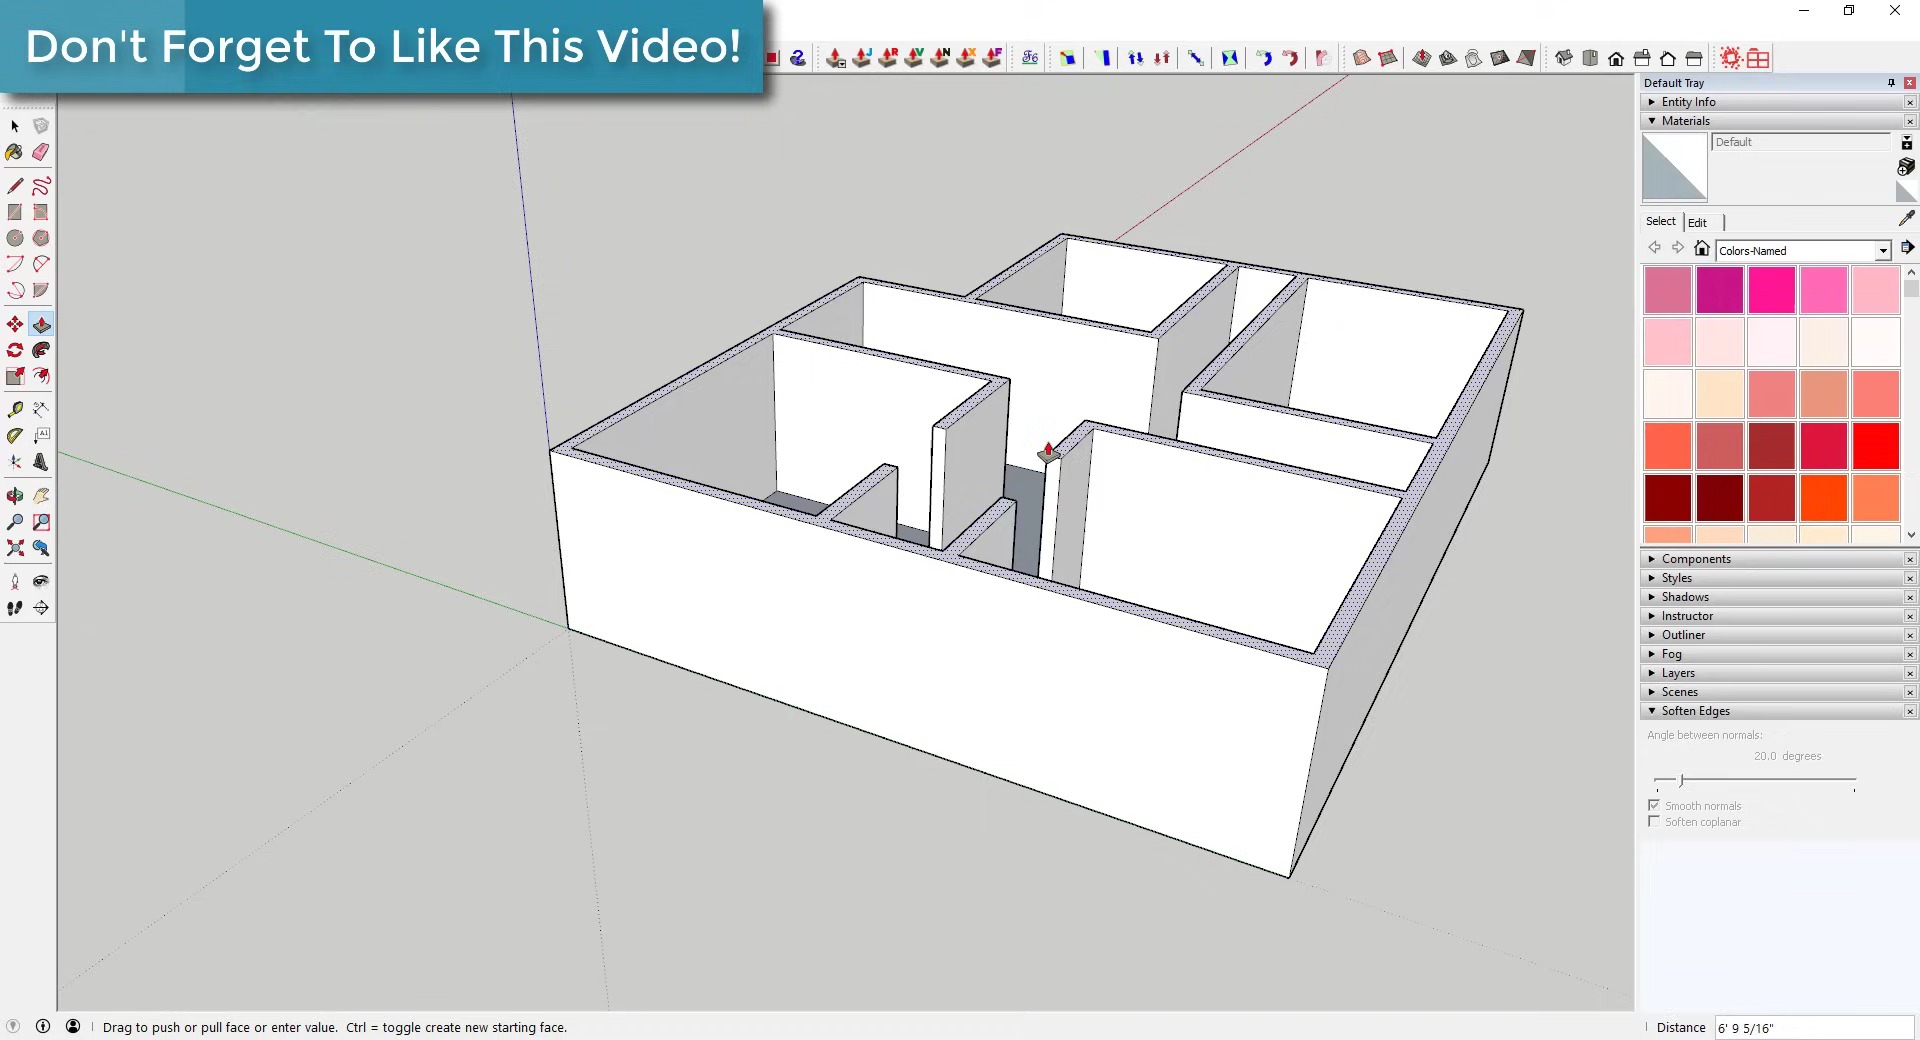 Don't Forget To Like This Video!
Default Tray
Entity Info
Materials
Default
Select
Edit
Colors-Named
Components
Styles
Shadows
Instructor
Outliner
Fog
Layers
Scenes
Soften Edges
Angle between normals:
20.0 degrees
Smooth normals
Soften coplanar
Drag to push or pull face or enter value. Ctrl = toggle create new starting face.
Distance 6' 9 5/16"